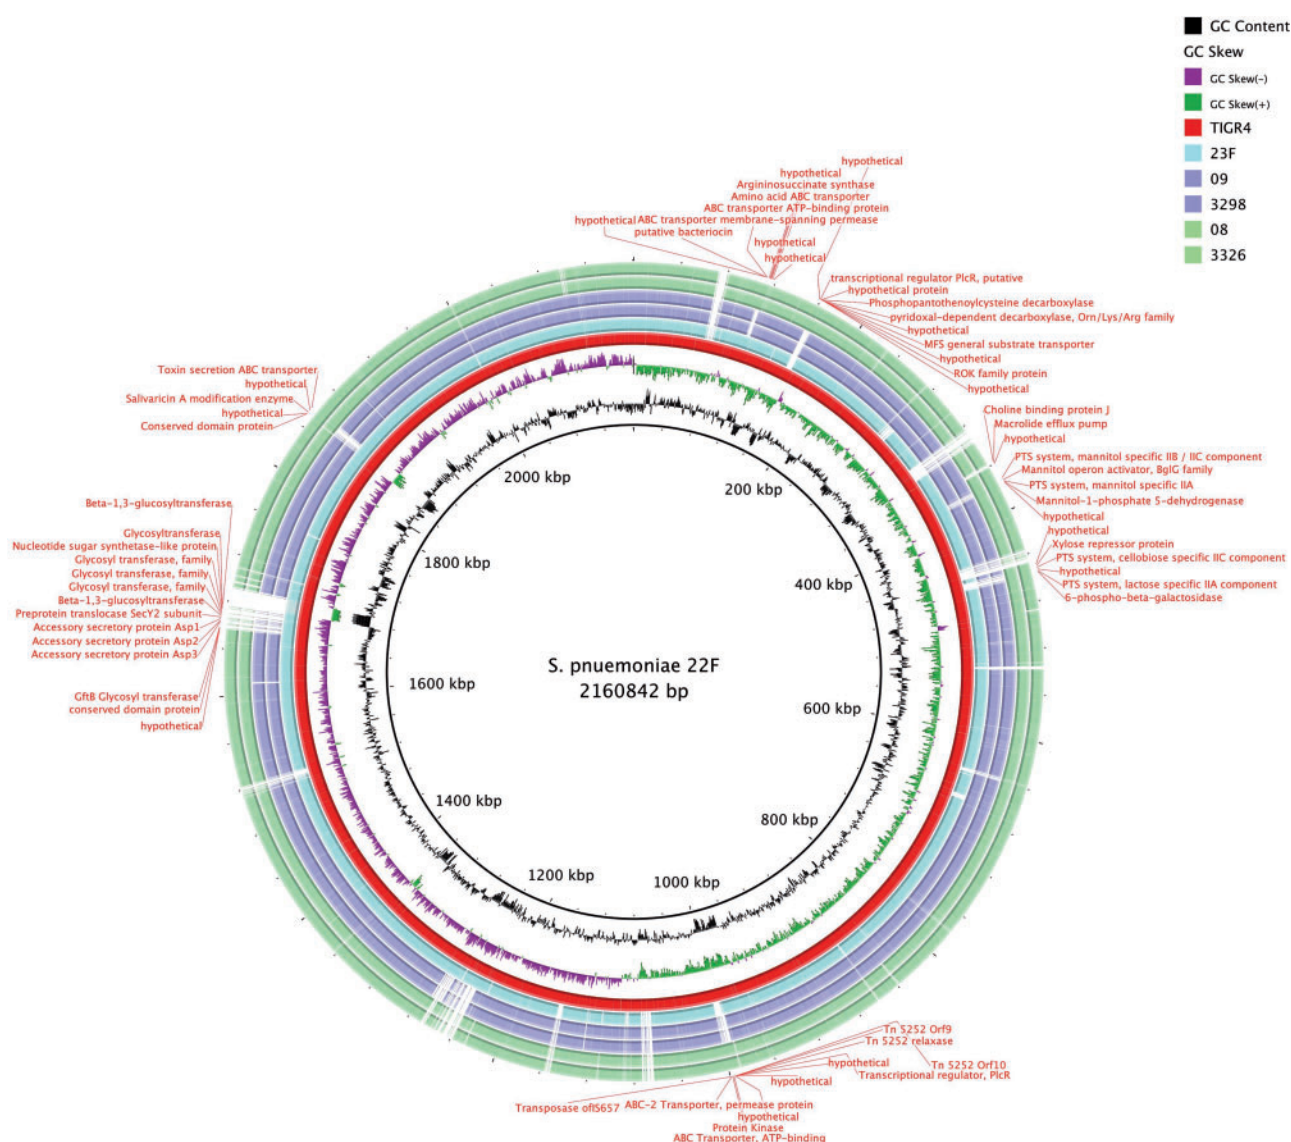 GC Content
GC Skew
GC Skew(-)
GC Skew(+)
TIGR4
23F
09
3298
08
3326
hypothetical
hypothetical
Argininosuccinate synthase
Amino acid ABC transporter
ABC transporter ATP-binding protein
hypothetical
ABC transporter membrane-spanning permease
putative bacteriocin
hypothetical
hypothetical
transcriptional regulator PlcR, putative
hypothetical protein
Phosphopantothenoylcysteine decarboxylase
pyridoxal-dependent decarboxylase, Orn/Lys/Arg family
hypothetical
MFS general substrate transporter
hypothetical
ROK family protein
hypothetical
Choline binding protein J
Macrolide efflux pump
hypothetical
PTS system, mannitol specific IIB / IIC component
Mannitol operon activator, BglG family
PTS system, mannitol specific IIA
Mannitol-1-phosphate 5-dehydrogenase
hypothetical
hypothetical
Xylose repressor protein
PTS system, cellobiose specific IIC component
hypothetical
PTS system, lactose specific IIA component
6-phospho-beta-galactosidase
Toxin secretion ABC transporter
hypothetical
Salivaricin A modification enzyme
hypothetical
Conserved domain protein
Beta-1,3-glucosyltransferase
Glycosyltransferase
Nucleotide sugar synthetase-like protein
Glycosyl transferase, family
Glycosyl transferase, family
Glycosyl transferase, family
Beta-1,3-glucosyltransferase
Preprotein translocase SecY2 subunit
Accessory secretory protein Asp1
Accessory secretory protein Asp2
Accessory secretory protein Asp3
GftB Glycosyl transferase
conserved domain protein
hypothetical
2000 kbp
200 kbp
1800 kbp
400 kbp
S. pnuemoniae 22F
2160842 bp
1600 kbp
600 kbp
1400 kbp
800 kbp
1200 kbp
1000 kbp
Tn 5252 Orf9
Tn 5252 relaxase
Tn 5252 Orf10
hypothetical
Transcriptional regulator, PlcR
hypothetical
Transposase ofIS657
ABC-2 Transporter, permease protein
hypothetical
Protein Kinase
ABC Transporter, ATP-binding